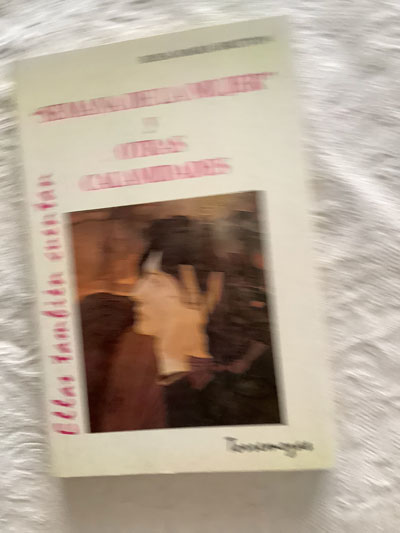 "SEMANA DE LA MUJER"
Y
OTRAS
CALAMIDADES
Ellas también cuentan
Torremozas